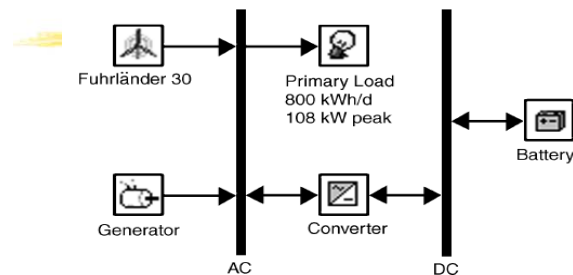 Fuhrländer 30
Primary Load
800 kWh/d
108 kW peak
Battery
Generator
Converter
AC
DC